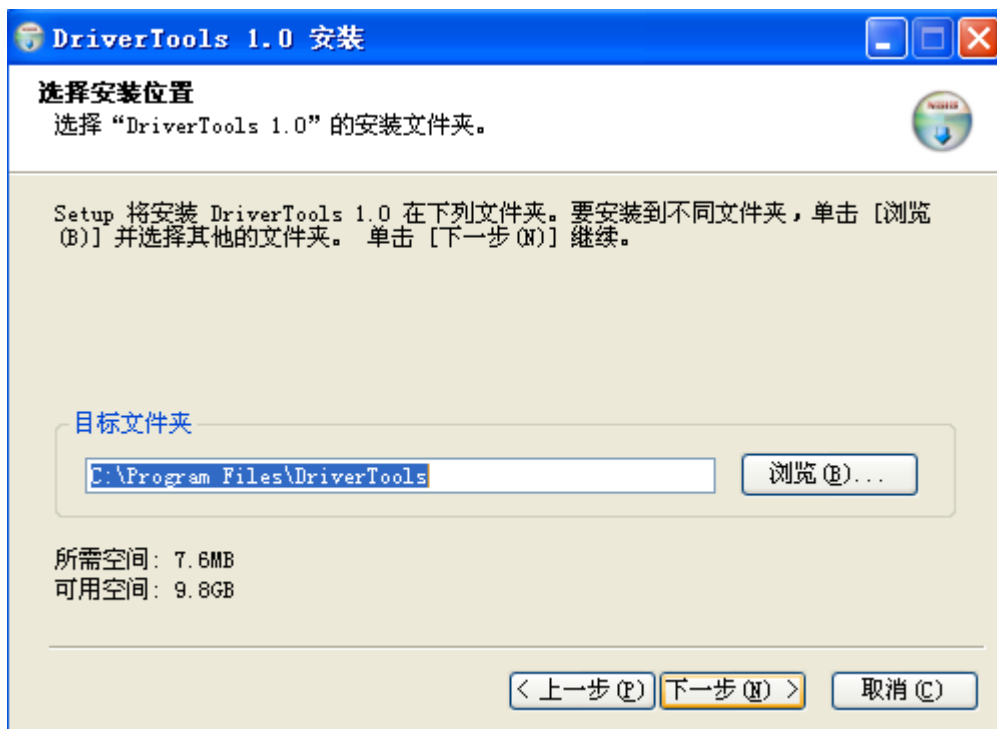 DriverTools 1.0 安装
选择安装位置
选择“DriverTools 1.0”的安装文件夹。
Setup 将安装 DriverTools 1.0 在下列文件夹。要安装到不同文件夹，单击 [浏览
(B)] 并选择其他的文件夹。 单击 [下一步(N)] 继续。
目标文件夹
C:\Program Files\DriverTools
浏览(B)...
所需空间: 7.6MB
可用空间: 9.8GB
< 上一步(P)
下一步(N) >
取消(C)